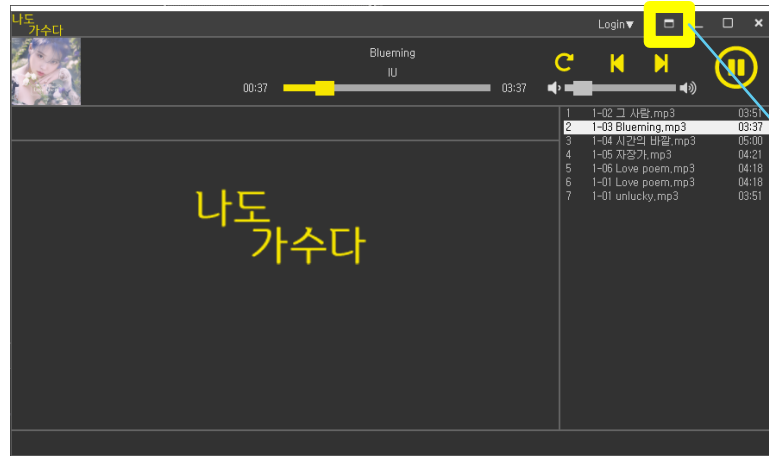 나도
가수다
Login▼
Blueming
IU
00:37
03:37
1 1-02 그 사람,mp3 03:51
2 1-03 Blueming,mp3 03:37
3 1-04 시간의 바깥,mp3 05:00
4 1-05 자장가,mp3 04:21
5 1-06 Love poem,mp3 04:18
6 1-01 Love poem,mp3 04:18
7 1-01 unlucky,mp3 03:51
나도
가수다